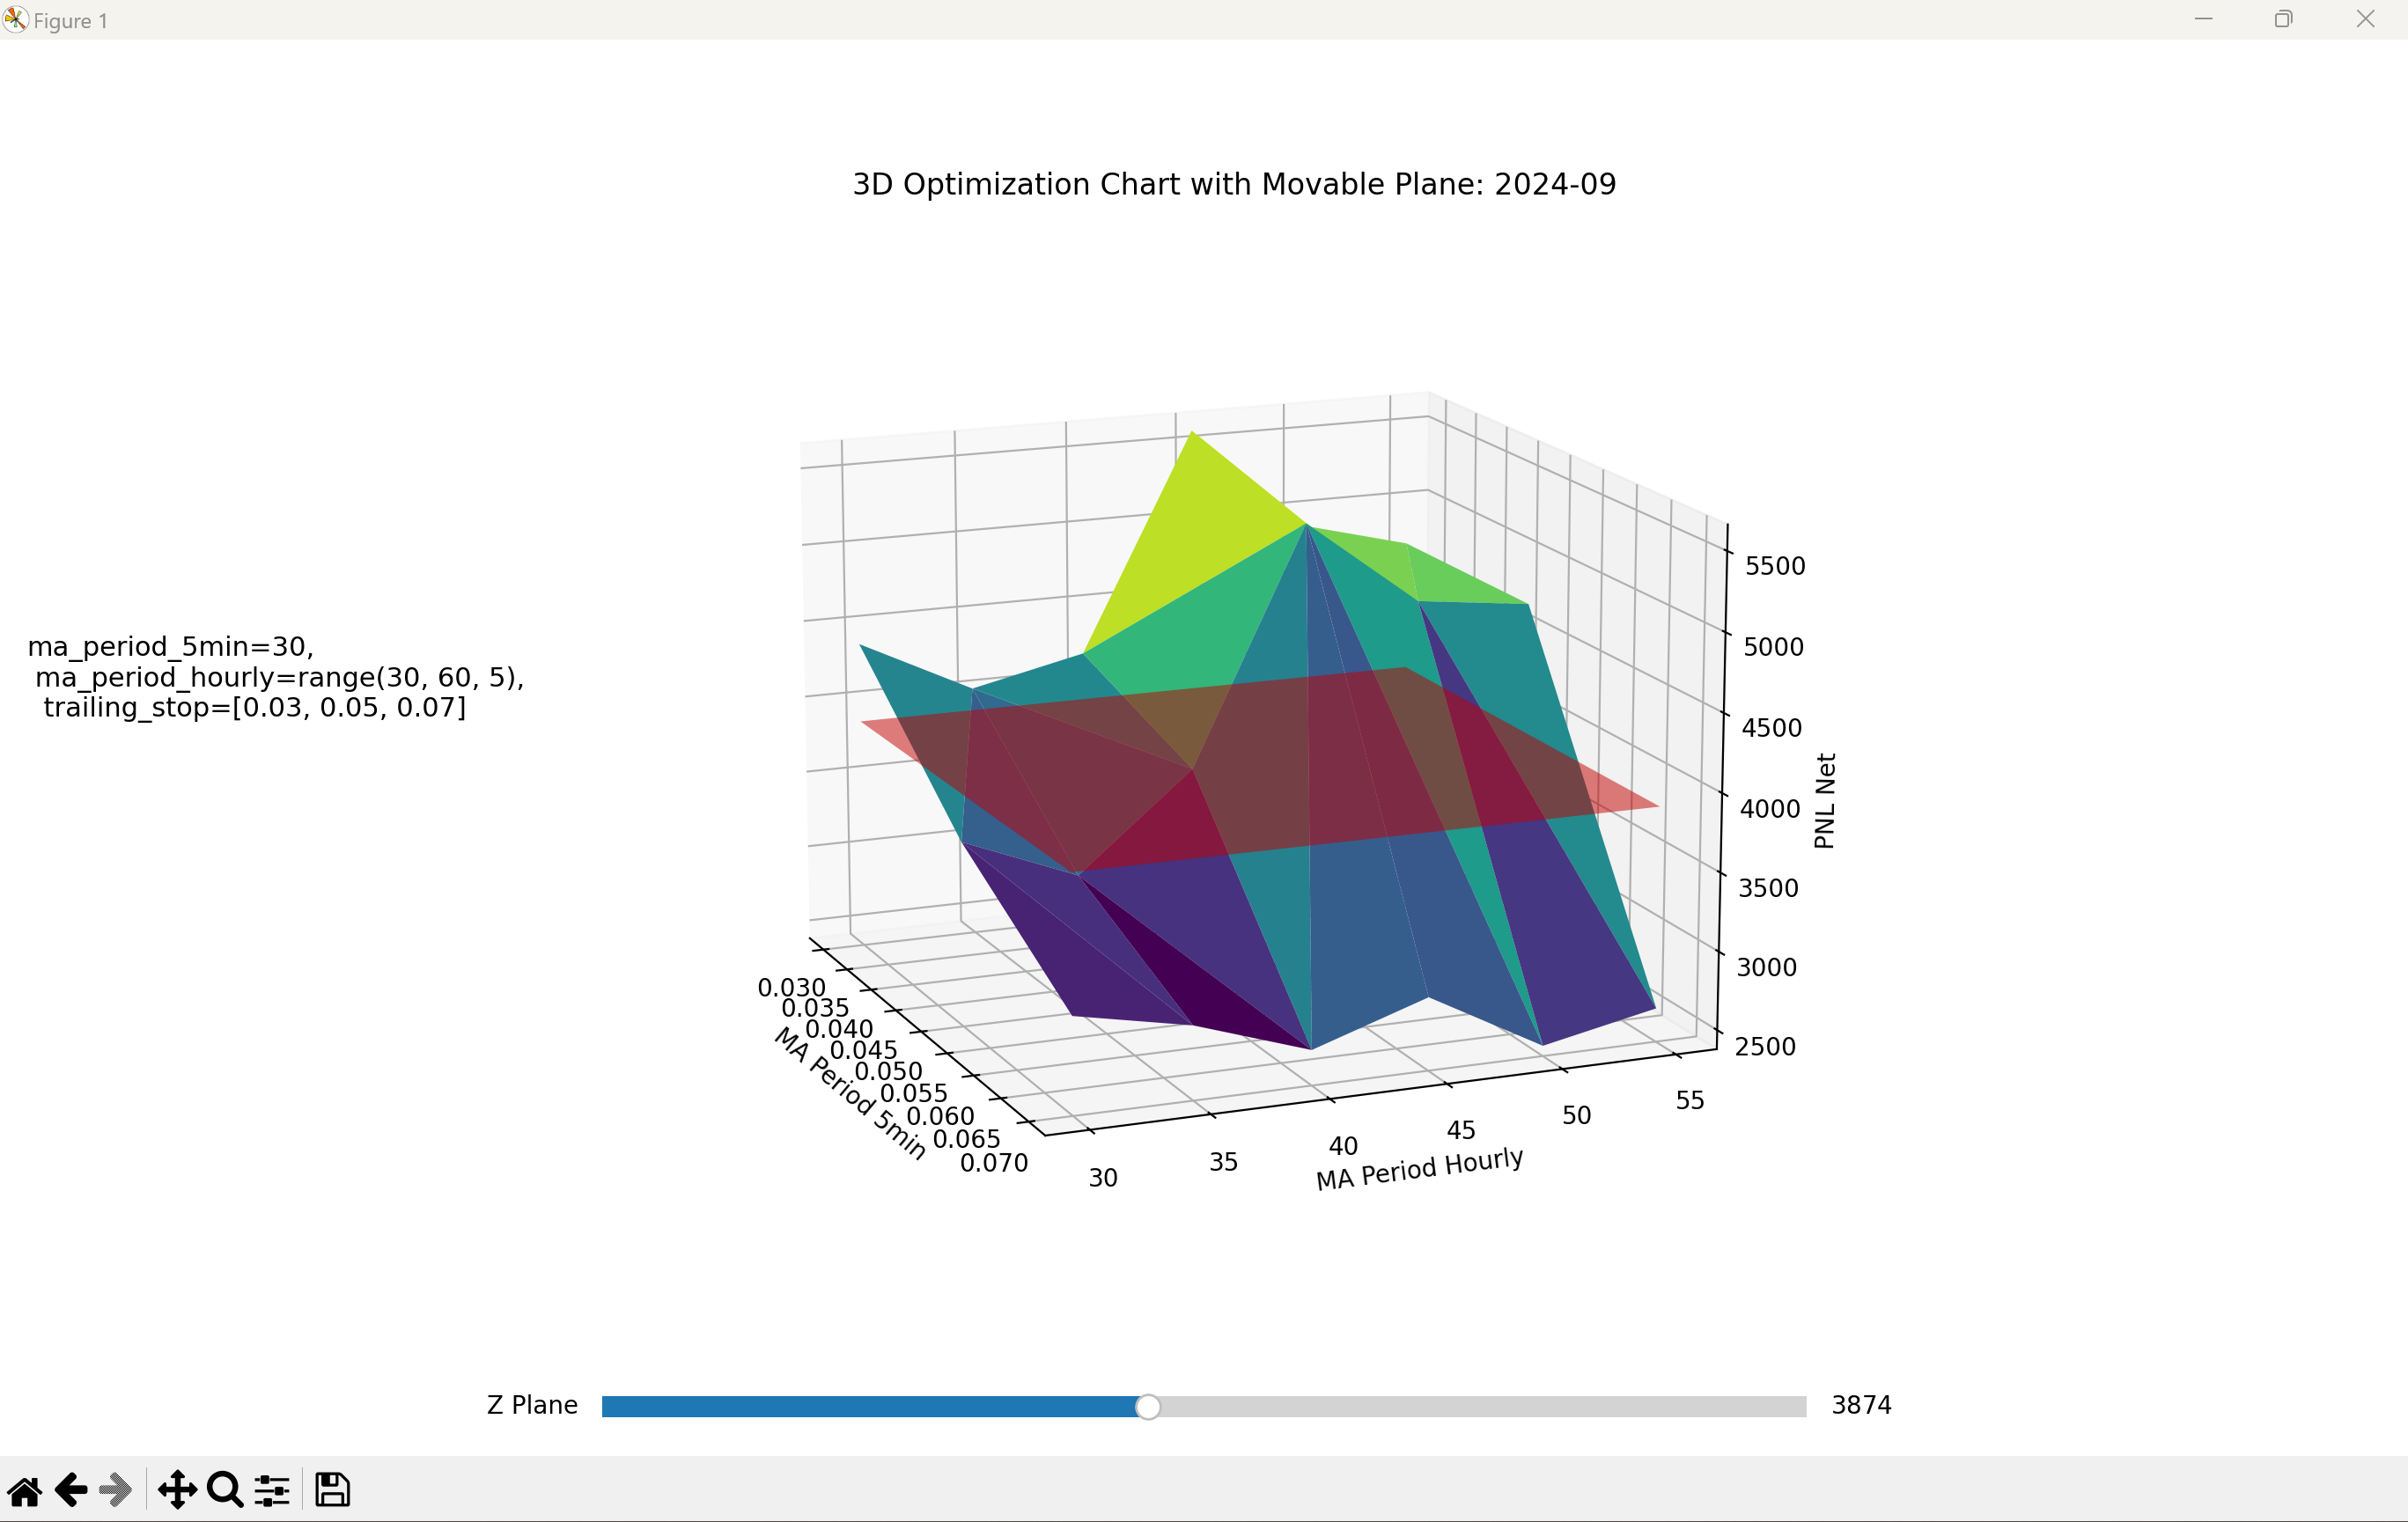 Figure 1
3D Optimization Chart with Movable Plane: 2024-09
ma_period_5min=30,
ma_period_hourly=range(30, 60, 5),
trailing_stop=[0.03, 0.05, 0.07]
5500
5000
4500
4000
3500
3000
2500
PNL Net
0.030
0.035
0.040
0.045
0.050
0.055
0.060
0.065
0.070
MA Period 5min
30
35
40
45
50
55
MA Period Hourly
Z Plane
3874